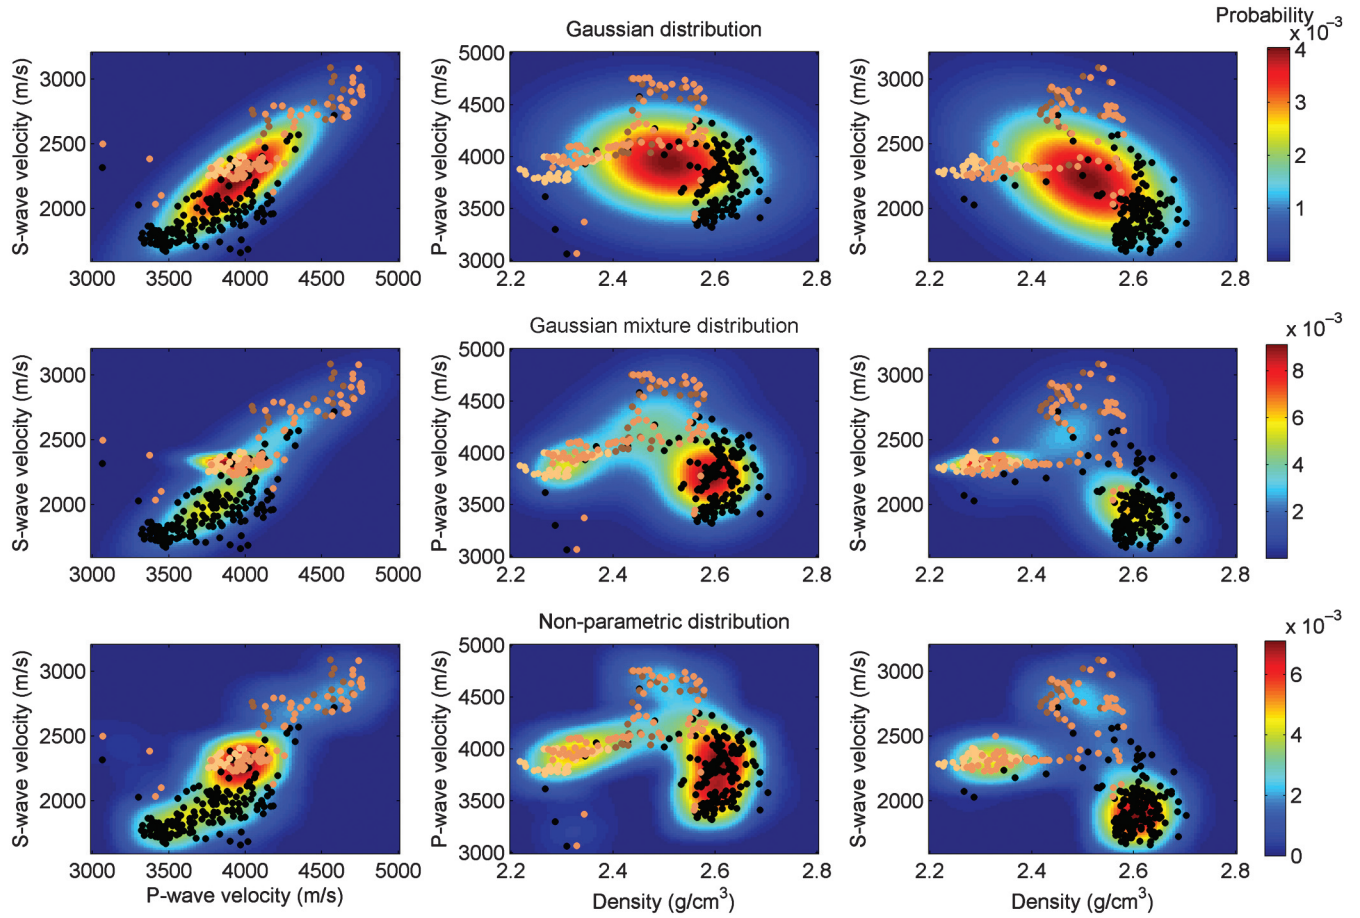 Probability
Gaussian distribution
x 10⁻³
3000
2500
2000
S-wave velocity (m/s)
3000 3500 4000 4500 5000
5000
4500
4000
3500
3000
P-wave velocity (m/s)
2.2 2.4 2.6 2.8
3000
2500
2000
S-wave velocity (m/s)
2.2 2.4 2.6 2.8
4
3
2
1
Gaussian mixture distribution
x 10⁻³
3000
2500
2000
S-wave velocity (m/s)
3000 3500 4000 4500 5000
5000
4500
4000
3500
3000
P-wave velocity (m/s)
2.2 2.4 2.6 2.8
3000
2500
2000
S-wave velocity (m/s)
2.2 2.4 2.6 2.8
8
6
4
2
Non-parametric distribution
x 10⁻³
3000
2500
2000
S-wave velocity (m/s)
3000 3500 4000 4500 5000
P-wave velocity (m/s)
5000
4500
4000
3500
3000
P-wave velocity (m/s)
2.2 2.4 2.6 2.8
Density (g/cm³)
3000
2500
2000
S-wave velocity (m/s)
2.2 2.4 2.6 2.8
Density (g/cm³)
6
4
2
0